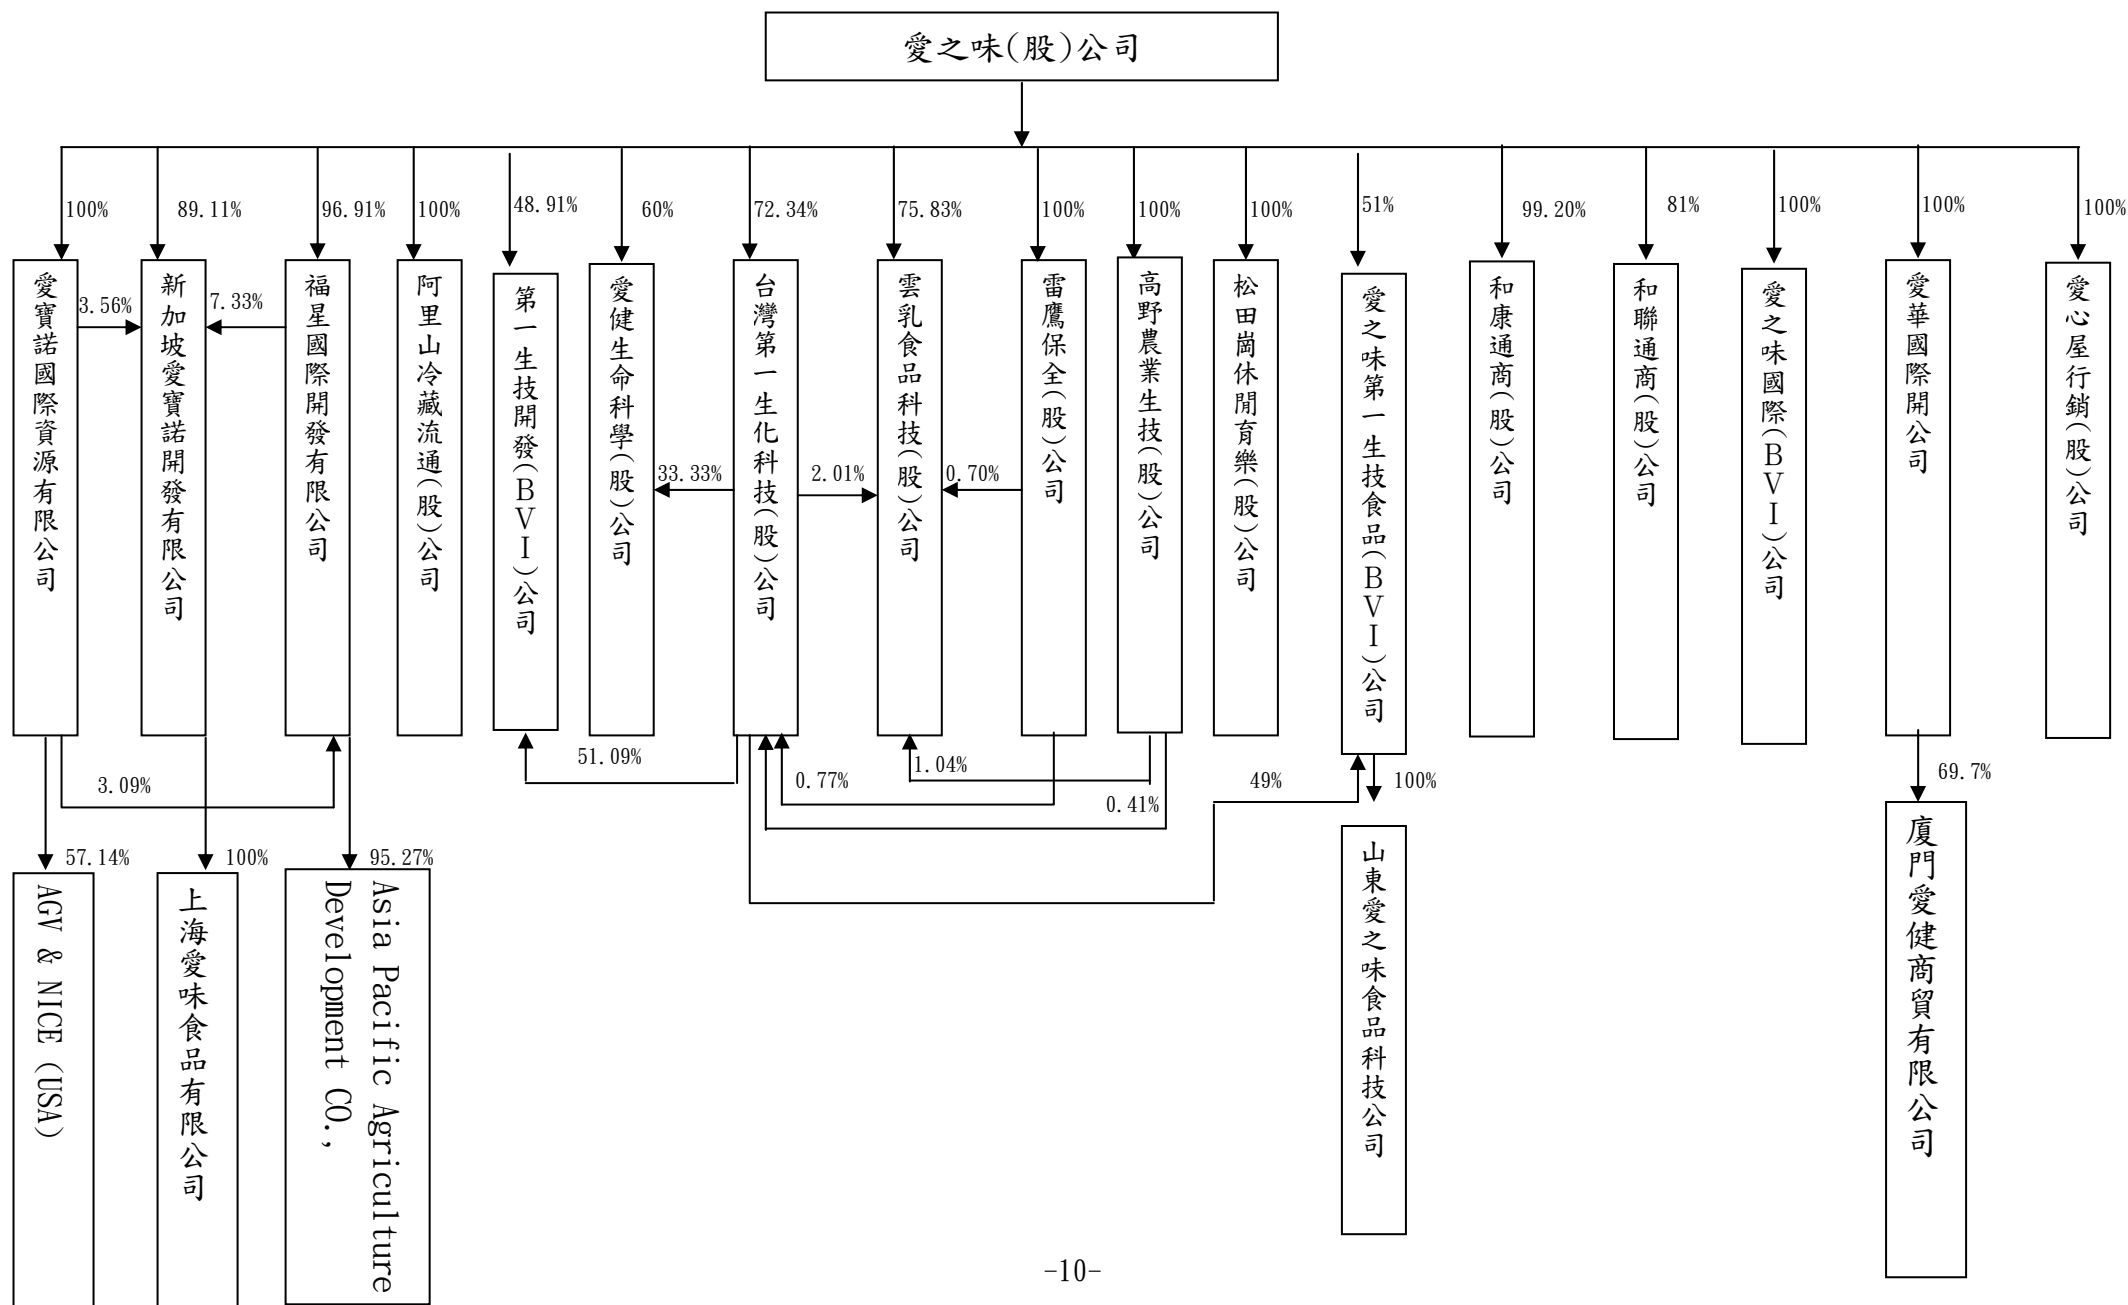 愛之味(股)公司
100%
89.11%
96.91%
100%
48.91%
60%
72.34%
75.83%
100%
100%
100%
51%
99.20%
81%
100%
100%
100%
愛寶諾國際資源有限公司
3.56%
新加坡愛寶諾開發有限公司
7.33%
福星國際開發有限公司
阿里山冷藏流通(股)公司
第一生技開發(BVI)公司
愛健生命科學(股)公司
33.33%
台灣第一生化科技(股)公司
2.01%
雲乳食品科技(股)公司
0.70%
雷鷹保全(股)公司
高野農業生技(股)公司
松田崗休閒育樂(股)公司
愛之味第一生技食品(BVI)公司
和康通商(股)公司
和聯通商(股)公司
愛之味國際(BVI)公司
愛華國際開公司
愛心屋行銷(股)公司
3.09%
51.09%
0.77%
1.04%
0.41%
49%
100%
69.7%
57.14%
100%
95.27%
AGV & NICE (USA)
上海愛味食品有限公司
Asia Pacific Agriculture
Development CO.,
山東愛之味食品科技公司
廈門愛健商貿有限公司
-10-